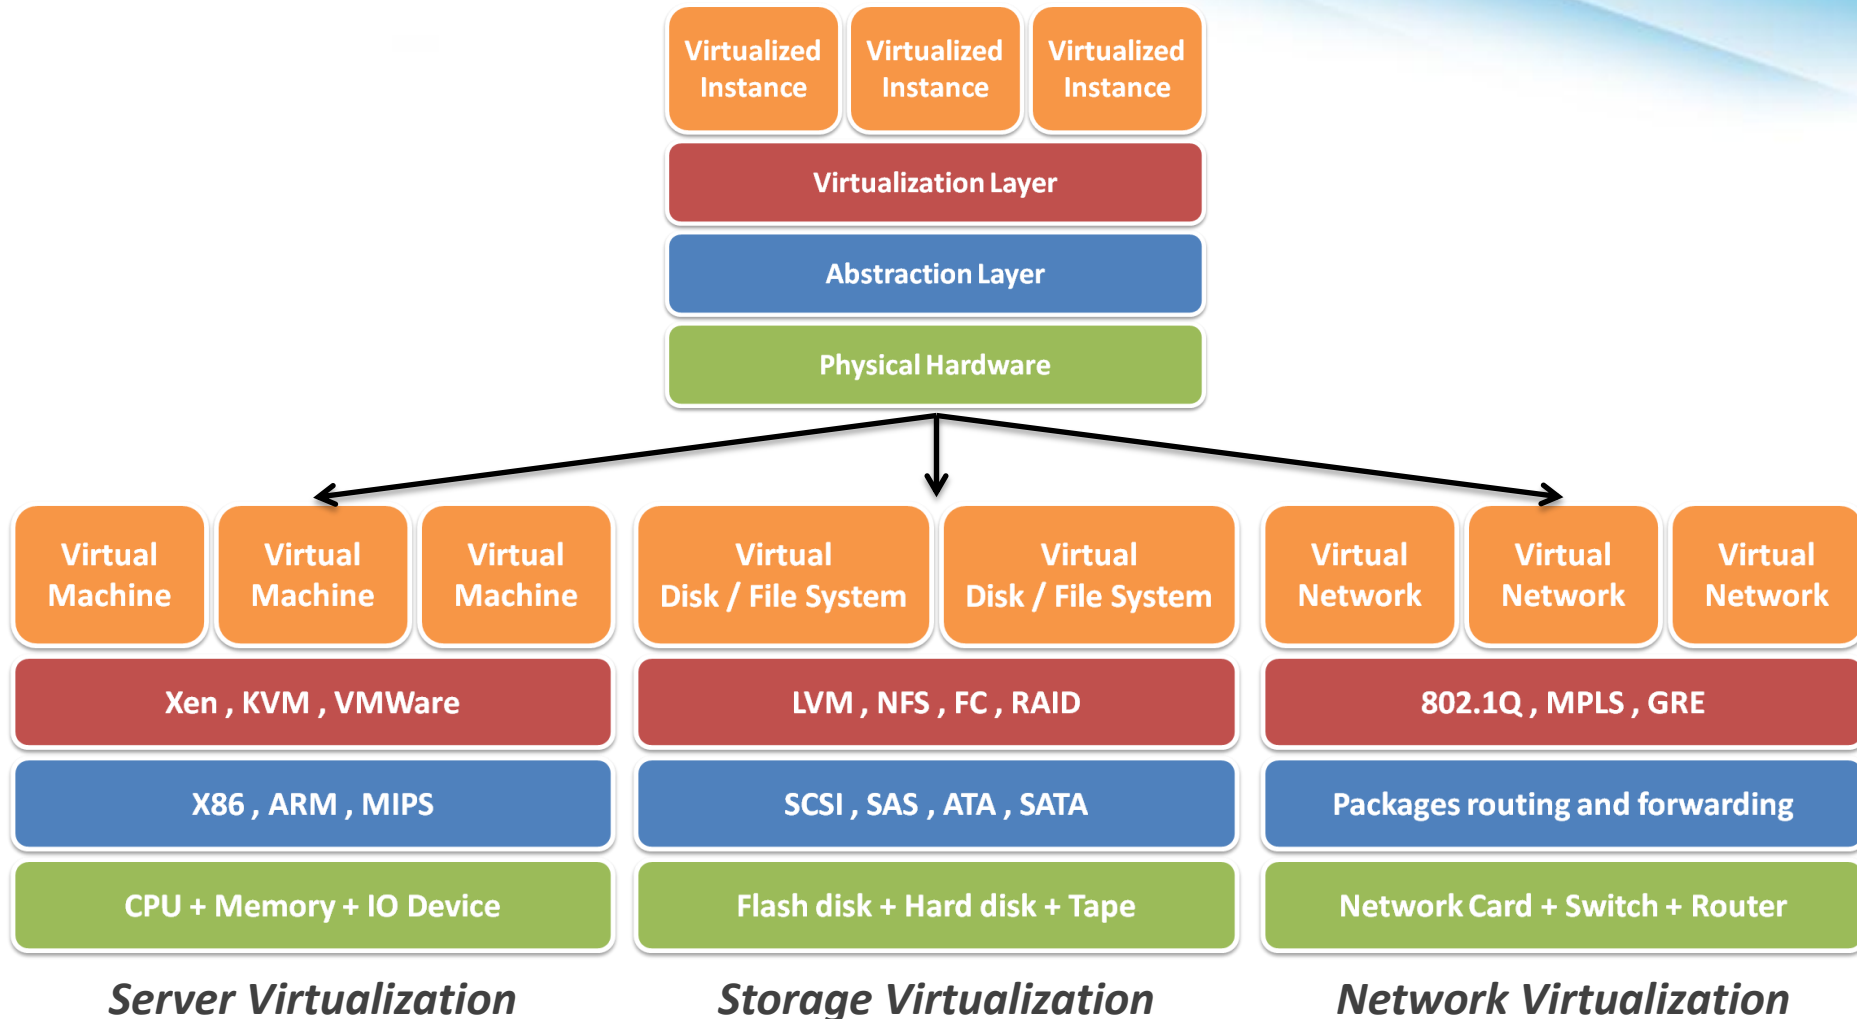 Virtualized Instance
Virtualized Instance
Virtualized Instance
Virtualization Layer
Abstraction Layer
Physical Hardware
Virtual Machine
Virtual Machine
Virtual Machine
Virtual Disk / File System
Virtual Disk / File System
Virtual Network
Virtual Network
Virtual Network
Xen , KVM , VMWare
LVM , NFS , FC , RAID
802.1Q , MPLS , GRE
X86 , ARM , MIPS
SCSI , SAS , ATA , SATA
Packages routing and forwarding
CPU + Memory + IO Device
Flash disk + Hard disk + Tape
Network Card + Switch + Router
Server Virtualization
Storage Virtualization
Network Virtualization